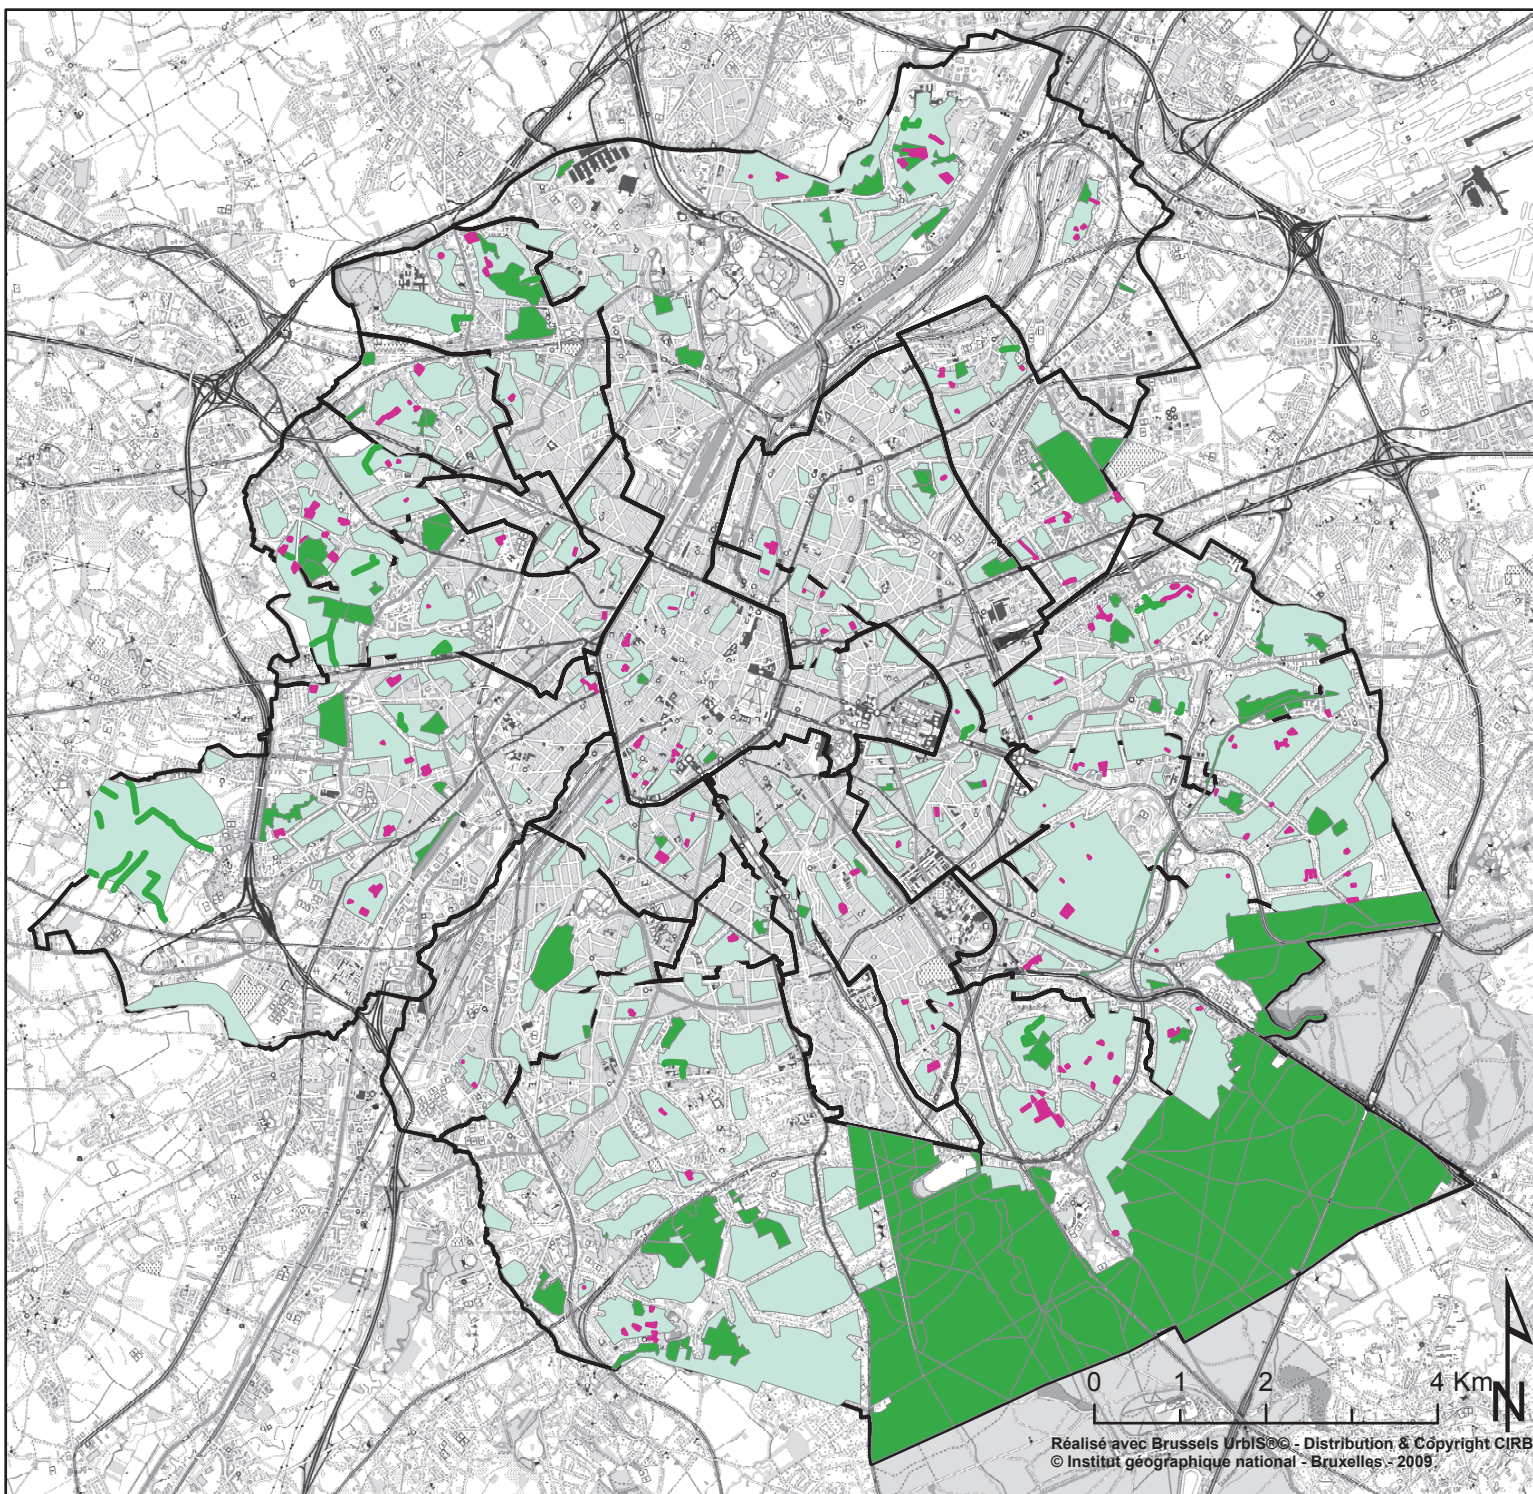 0 1 2 4 Km
N
Réalisé avec Brussels UrbIS®© - Distribution & Copyright CIRB
© Institut géographique national - Bruxelles - 2009